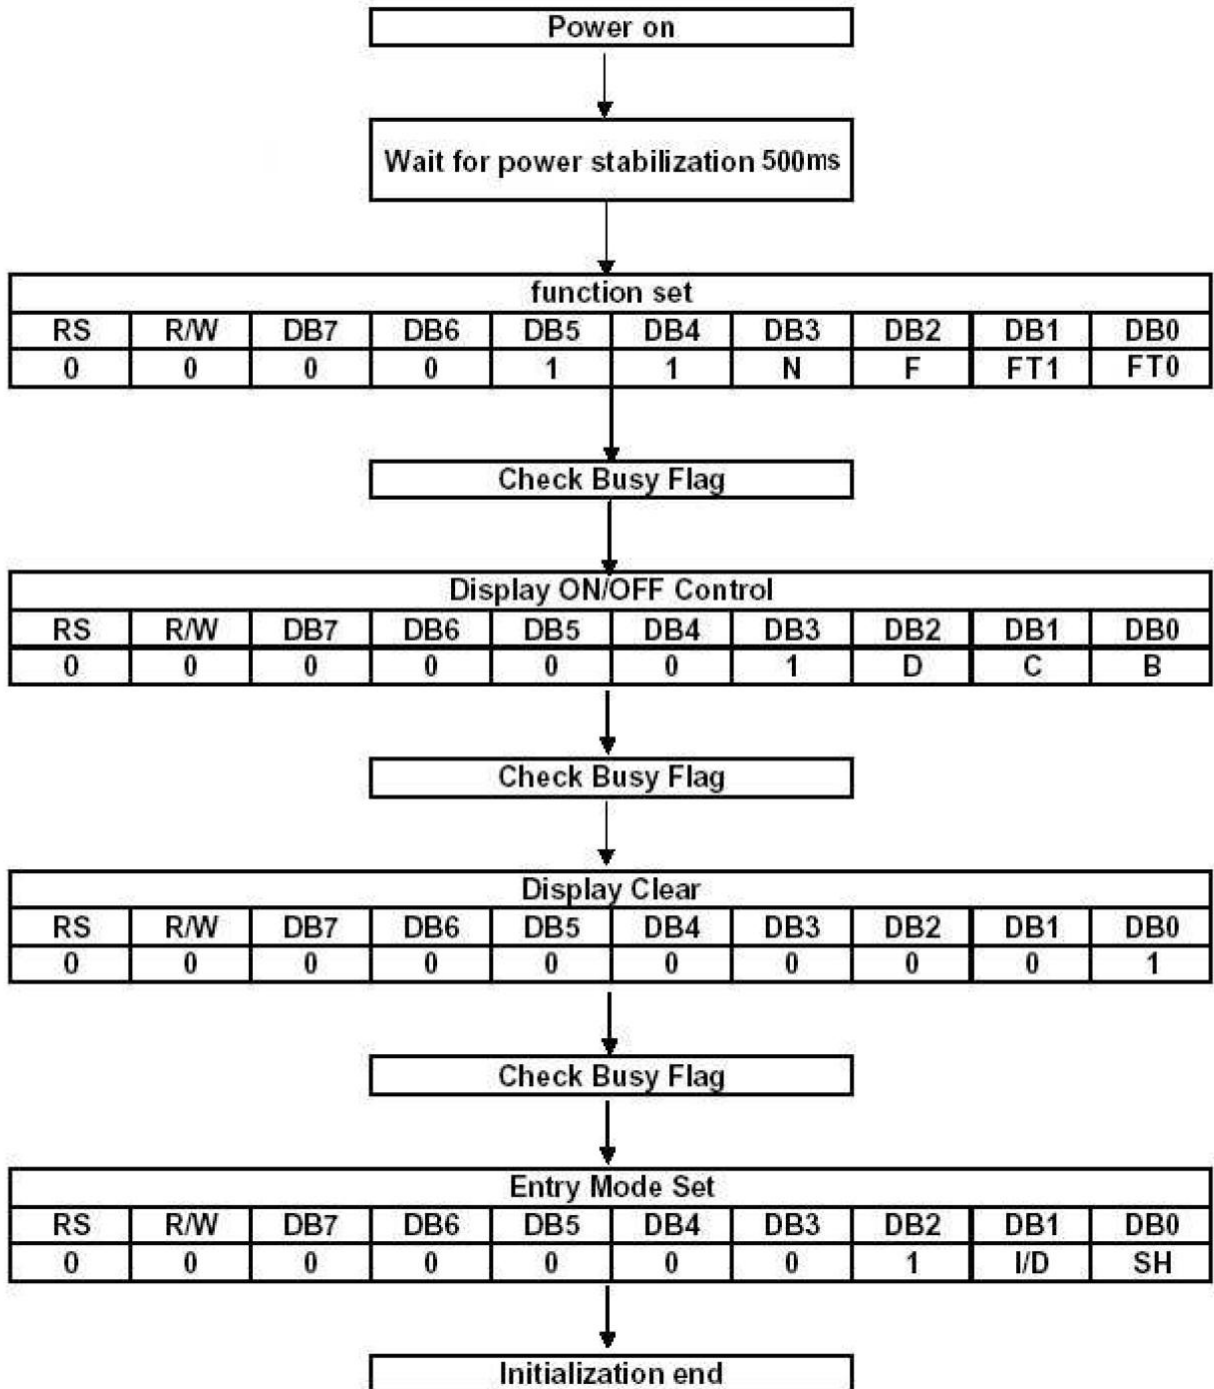 Power on
Wait for power stabilization 500ms
function set
RS R/W DB7 DB6 DB5 DB4 DB3 DB2 DB1 DB0
0 0 0 0 1 1 N F FT1 FT0
Check Busy Flag
Display ON/OFF Control
RS R/W DB7 DB6 DB5 DB4 DB3 DB2 DB1 DB0
0 0 0 0 0 0 1 D C B
Check Busy Flag
Display Clear
RS R/W DB7 DB6 DB5 DB4 DB3 DB2 DB1 DB0
0 0 0 0 0 0 0 0 0 1
Check Busy Flag
Entry Mode Set
RS R/W DB7 DB6 DB5 DB4 DB3 DB2 DB1 DB0
0 0 0 0 0 0 0 1 I/D SH
Initialization end